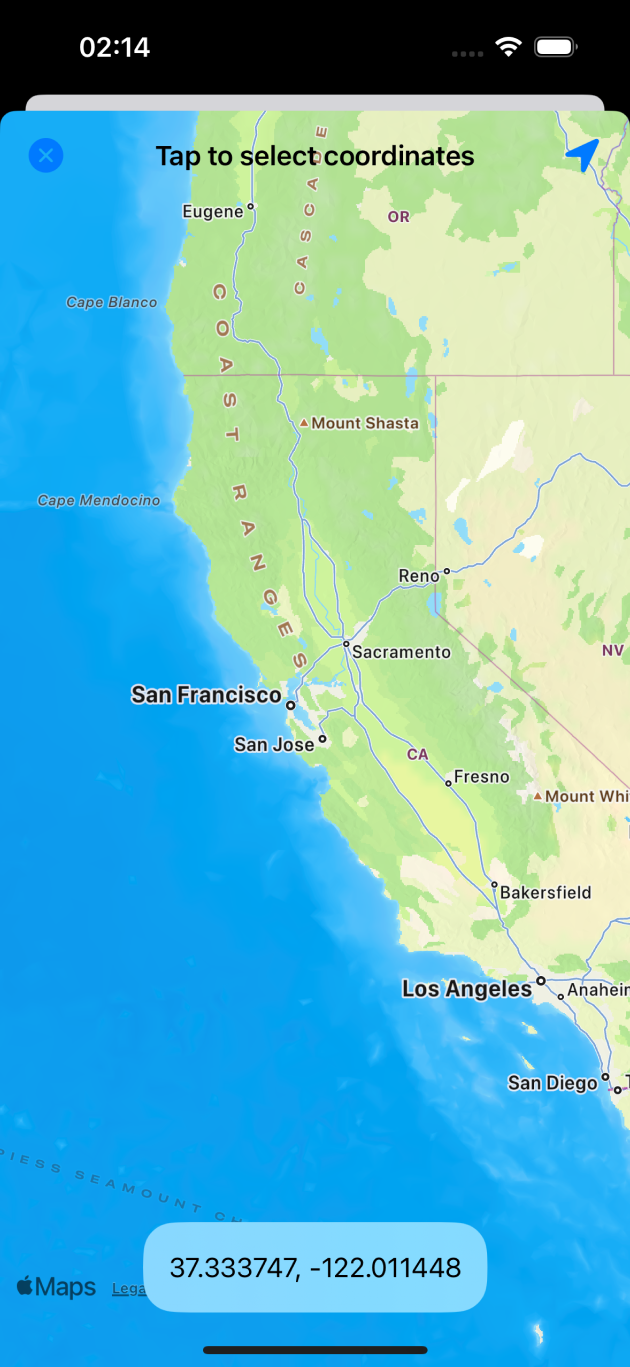 02:14
Tap to select coordinates
CASCADE
Eugene
OR
Cape Blanco
COAST RANGES
Mount Shasta
Cape Mendocino
Reno
Sacramento
NV
San Francisco
San Jose
CA
Fresno
Mount Whi
Bakersfield
Los Angeles
Anaheim
San Diego
T
PIESS SEAMOUNT CH
37.333747, -122.011448
Maps
Lega